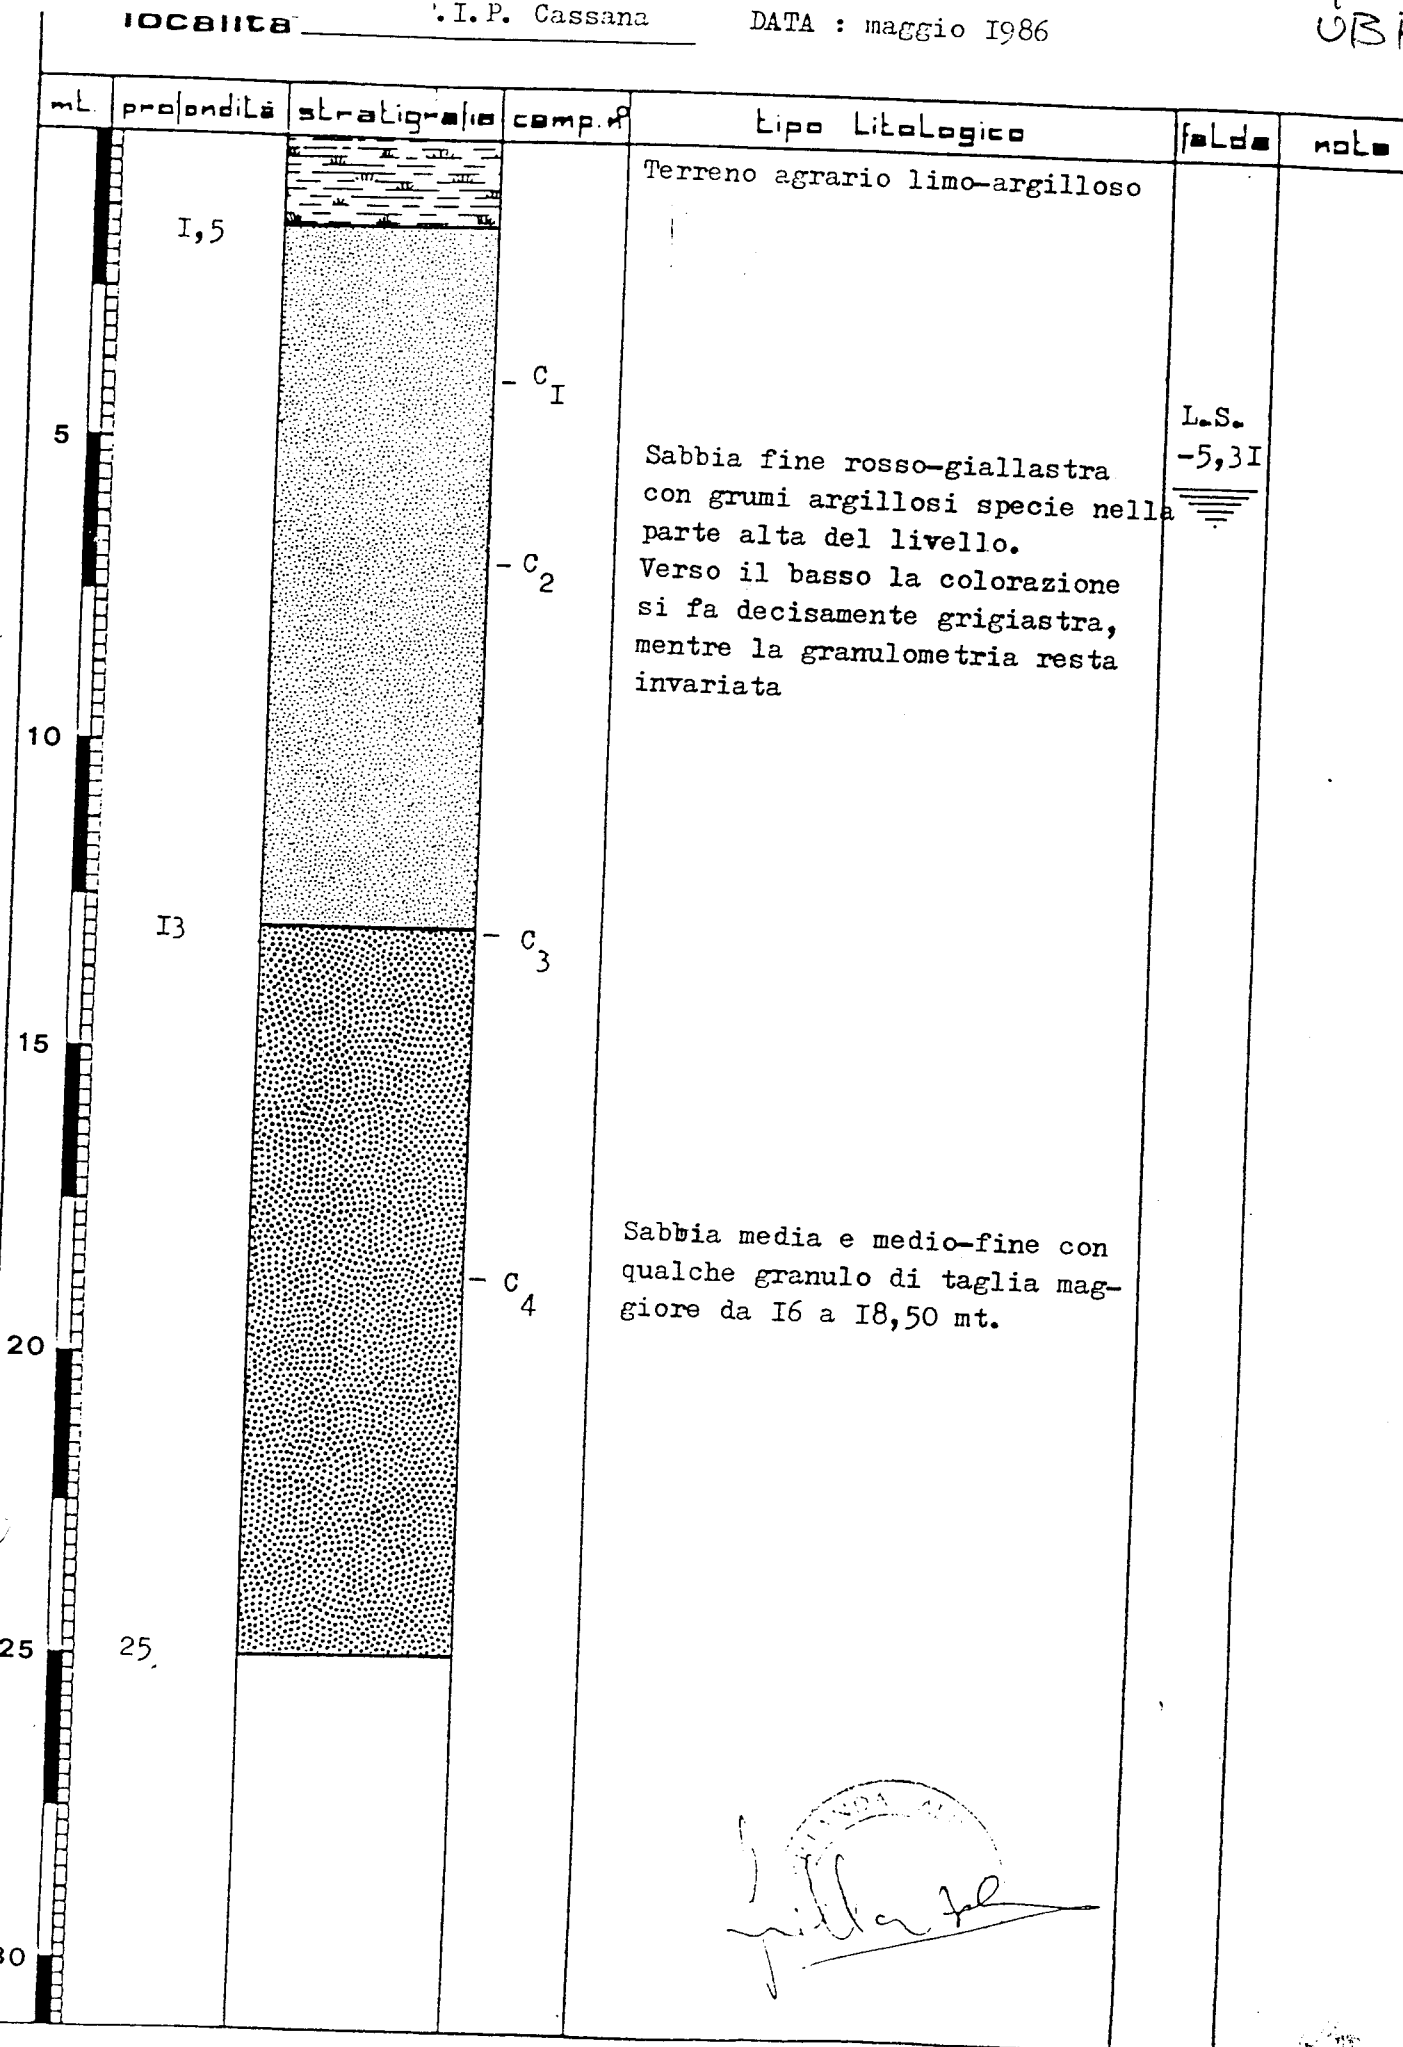 località .I.P. Cassana DATA : maggio I986
mt. profondità stratigrafia camp. n° tipo litologico falda note
Terreno agrario limo-argilloso
I,5
- C I
5
L.S.
-5,3I
Sabbia fine rosso-giallastra
con grumi argillosi specie nella
parte alta del livello.
- C 2
Verso il basso la colorazione
si fa decisamente grigiastra,
mentre la granulometria resta
invariata
10
I3
- C 3
15
Sabbia media e medio-fine con
- C 4
qualche granulo di taglia mag-
giore da I6 a I8,50 mt.
20
25
25
30